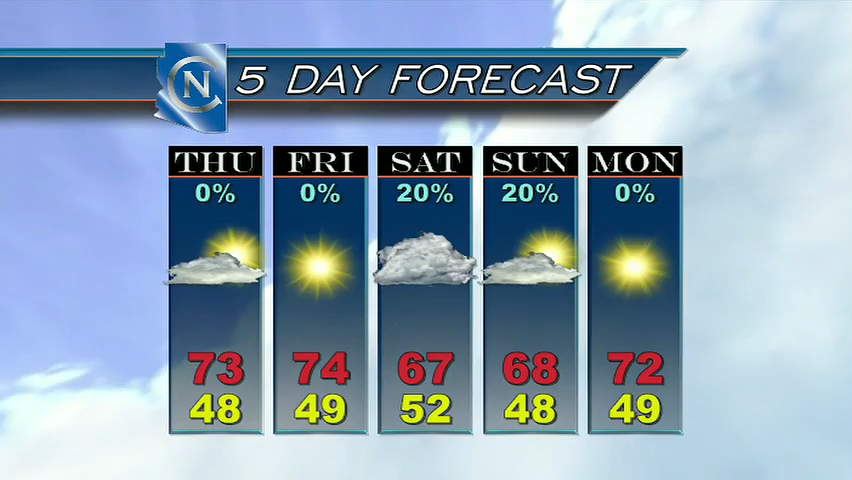 CN 5 DAY FORECAST
THU FRI SAT SUN MON
0% 0% 20% 20% 0%
73 74 67 68 72
48 49 52 48 49